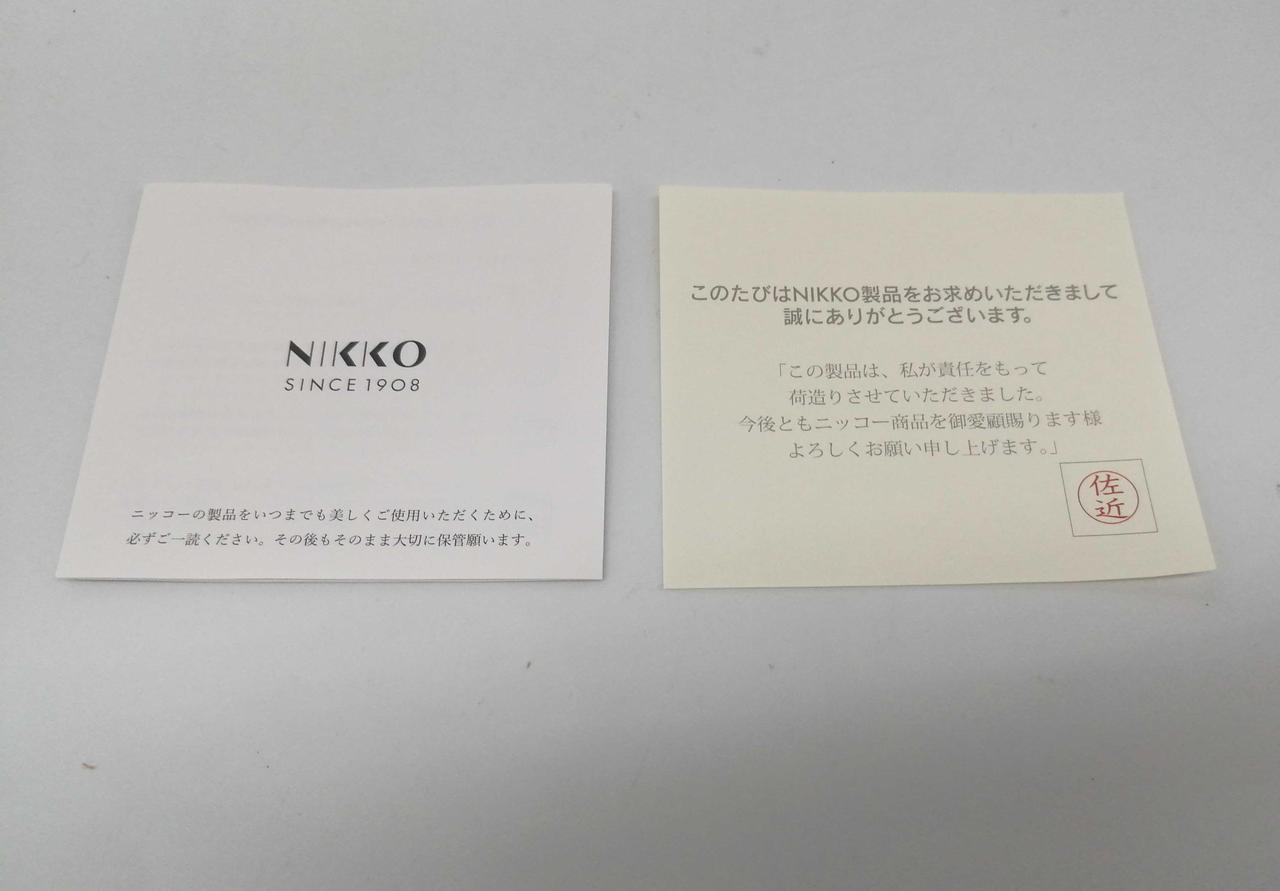 NIKKO
SINCE 1908
ニッコーの製品をいつまでも美しくご使用いただくために、
必ずご一読ください。その後もそのまま大切に保管願います。
このたびはNIKKO製品をお求めいただきまして
誠にありがとうございます。
「この製品は、私が責任をもって
荷造りさせていただきました。
今後ともニッコー商品を御愛顧賜ります様
よろしくお願い申し上げます。」
佐近